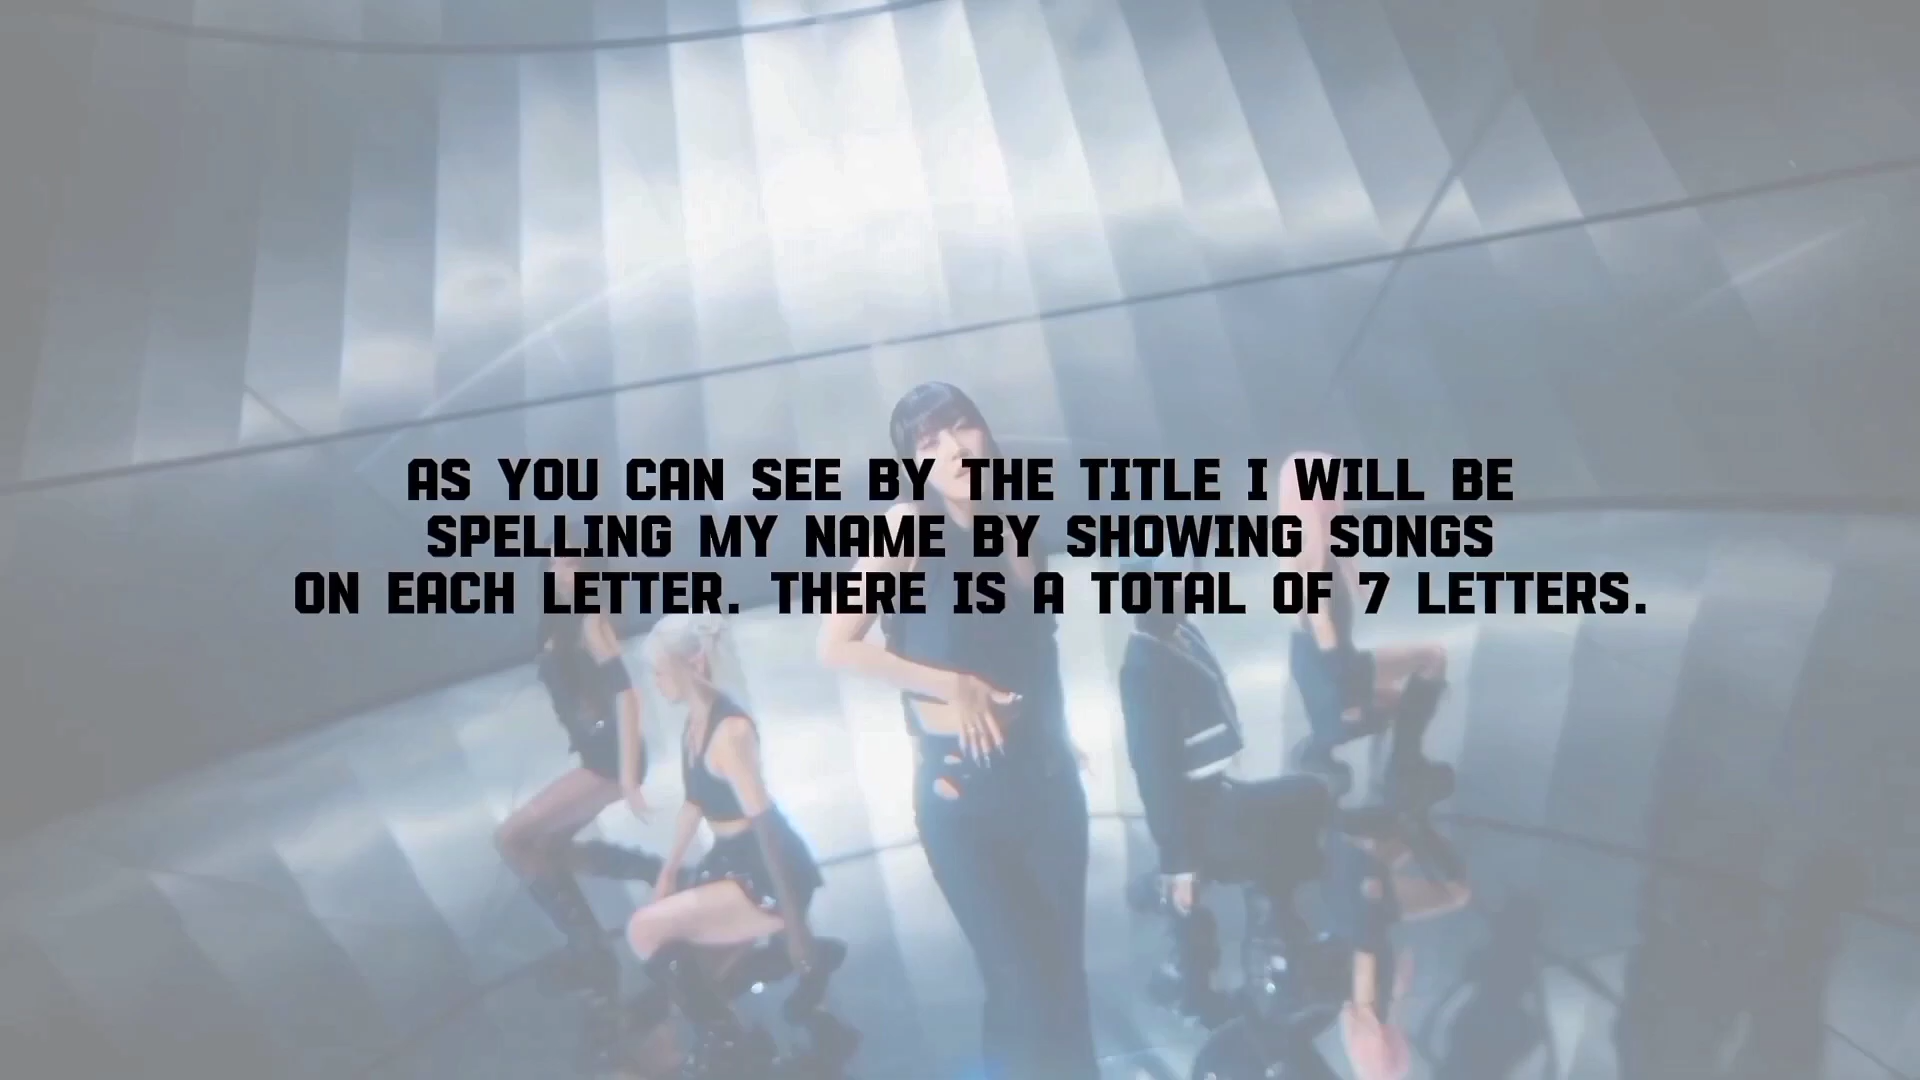 AS YOU CAN SEE BY THE TITLE I WILL BE
SPELLING MY NAME BY SHOWING SONGS
ON EACH LETTER. THERE IS A TOTAL OF 7 LETTERS.